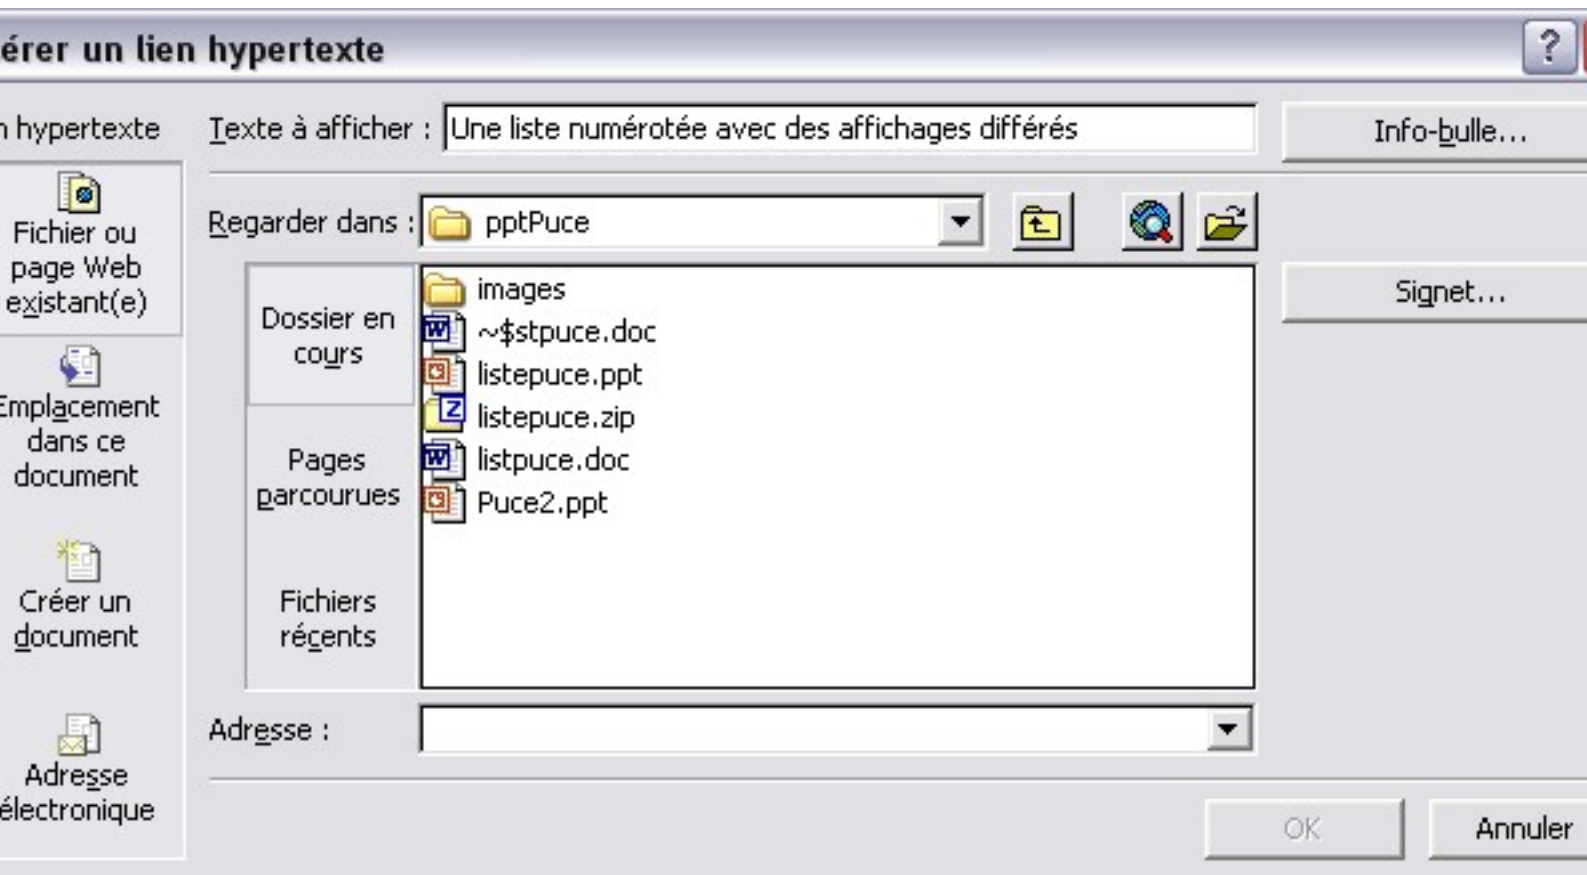 érer un lien hypertexte
n hypertexte
Texte à afficher : Une liste numérotée avec des affichages différés
Info-bulle...
Fichier ou
page Web
existant(e)
Regarder dans : pptPuce
Signet...
Dossier en
cours
images
~$stpuce.doc
listepuce.ppt
listepuce.zip
listpuce.doc
Puce2.ppt
Emplacement
dans ce
document
Pages
parcourues
Créer un
document
Fichiers
récents
Adresse :
Adresse
électronique
OK
Annuler